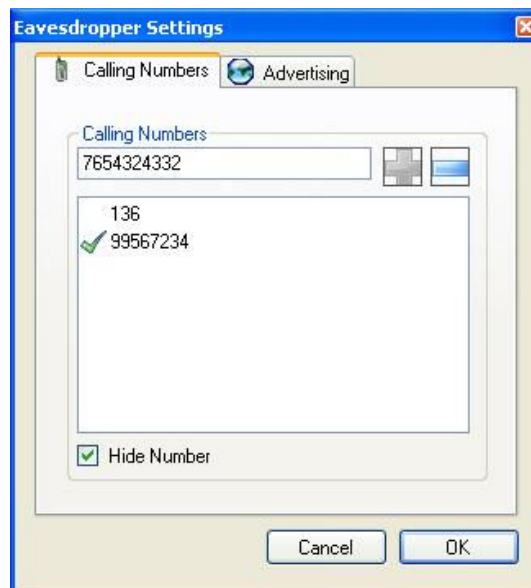 Eavesdropper Settings
Calling Numbers Advertising
Calling Numbers
7654324332
136
99567234
Hide Number
Cancel OK